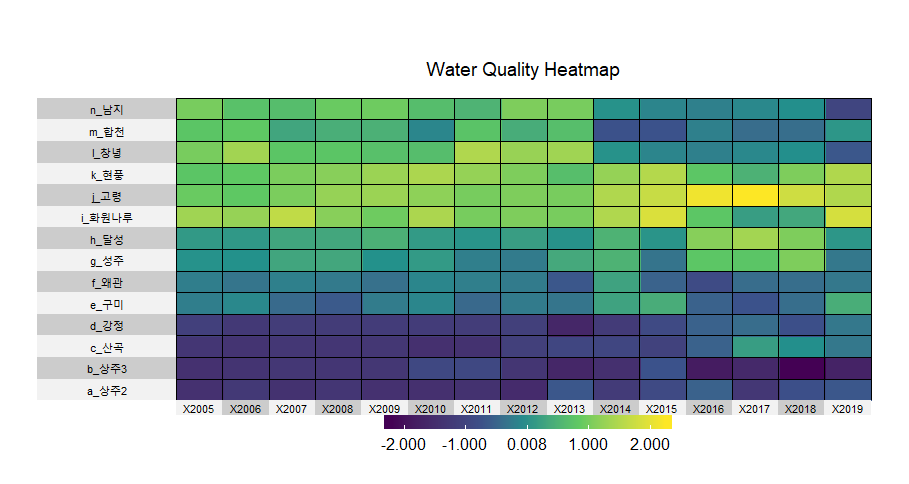 Water Quality Heatmap
n_남지
m_합천
l_창녕
k_현풍
j_고령
i_화원나루
h_달성
g_성주
f_왜관
e_구미
d_강정
c_산곡
b_상주3
a_상주2
X2005 X2006 X2007 X2008 X2009 X2010 X2011 X2012 X2013 X2014 X2015 X2016 X2017 X2018 X2019
-2.000 -1.000 0.008 1.000 2.000